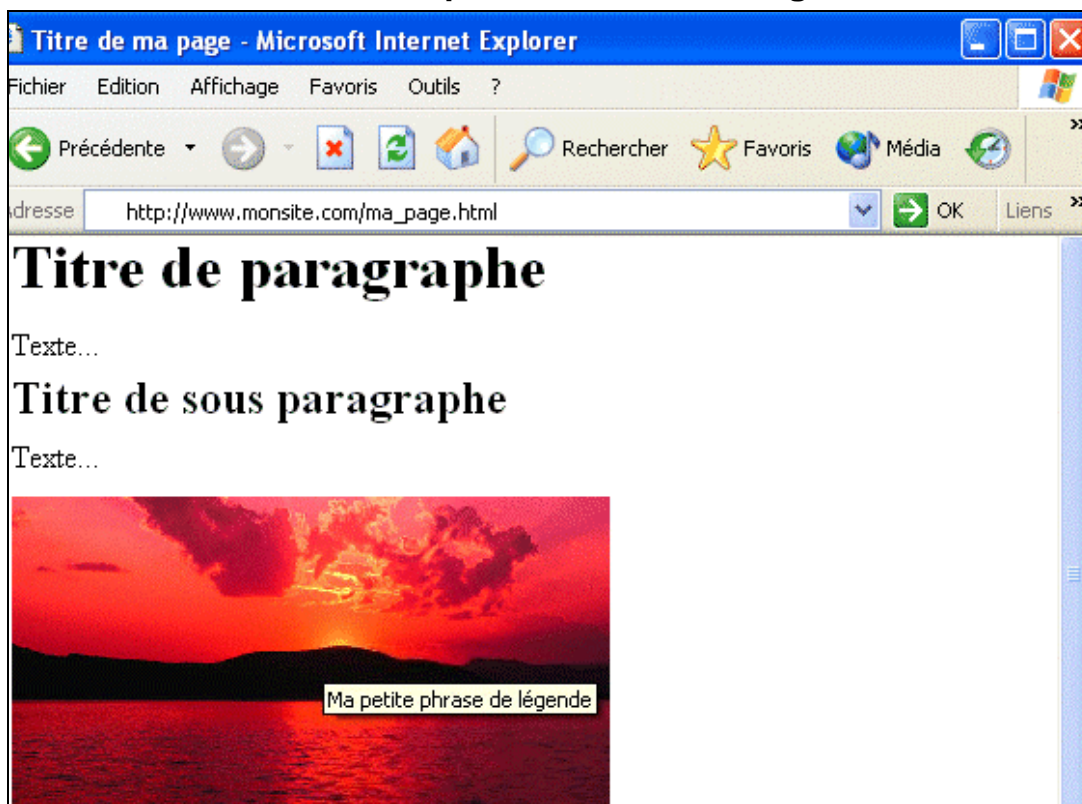 Titre de ma page - Microsoft Internet Explorer
Fichier Edition Affichage Favoris Outils ?
Précédente Rechercher Favoris Média »
Adresse http://www.monsite.com/ma_page.html OK Liens »
Titre de paragraphe
Texte...
Titre de sous paragraphe
Texte...
Ma petite phrase de légende